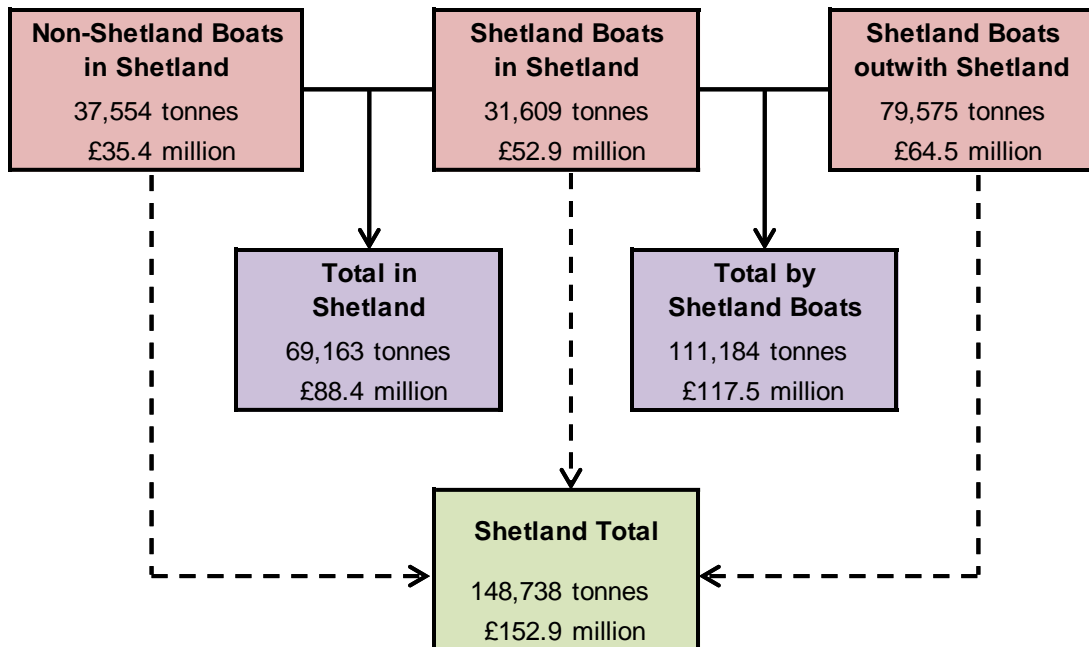 Non-Shetland Boats
in Shetland
37,554 tonnes
£35.4 million
Shetland Boats
in Shetland
31,609 tonnes
£52.9 million
Shetland Boats
outwith Shetland
79,575 tonnes
£64.5 million
Total in
Shetland
69,163 tonnes
£88.4 million
Total by
Shetland Boats
111,184 tonnes
£117.5 million
Shetland Total
148,738 tonnes
£152.9 million